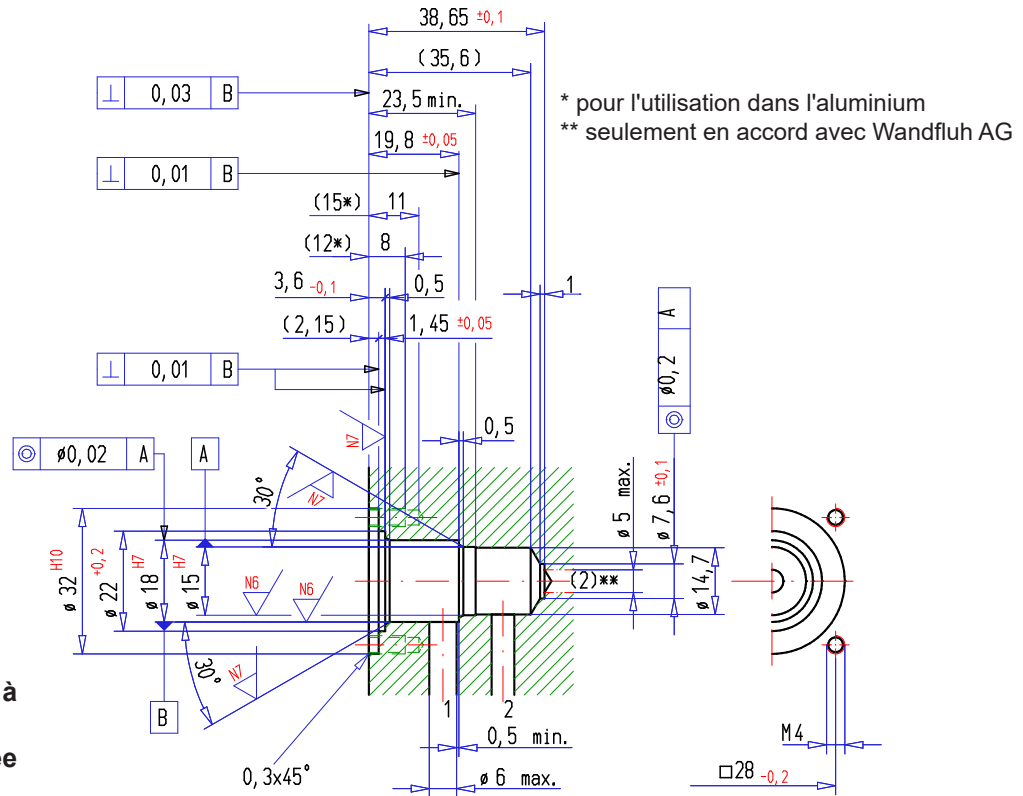 38,65 ±0,1
(35,6)
⊥ 0,03 B
23,5 min.
* pour l'utilisation dans l'aluminium
** seulement en accord avec Wandfluh AG
19,8 ±0,05
⊥ 0,01 B
(15*) 11
(12*) 8
3,6 -0,1 0,5 1
(2,15) 1,45 ±0,05
⊥ 0,01 B
◎ ø0,2 A
0,5
N7
◎ ø0,02 A
A
30°
N7
ø 5 max.
ø 7,6 ±0,1
ø 32 H10
ø 22 +0,2
ø 18 H7
ø 15 H7
N6 N6
(2)**
ø 14,7
30°
N7
à
B
1 2
0,5 min.
M4
ée
0,3x45°
ø 6 max.
□28 -0,2